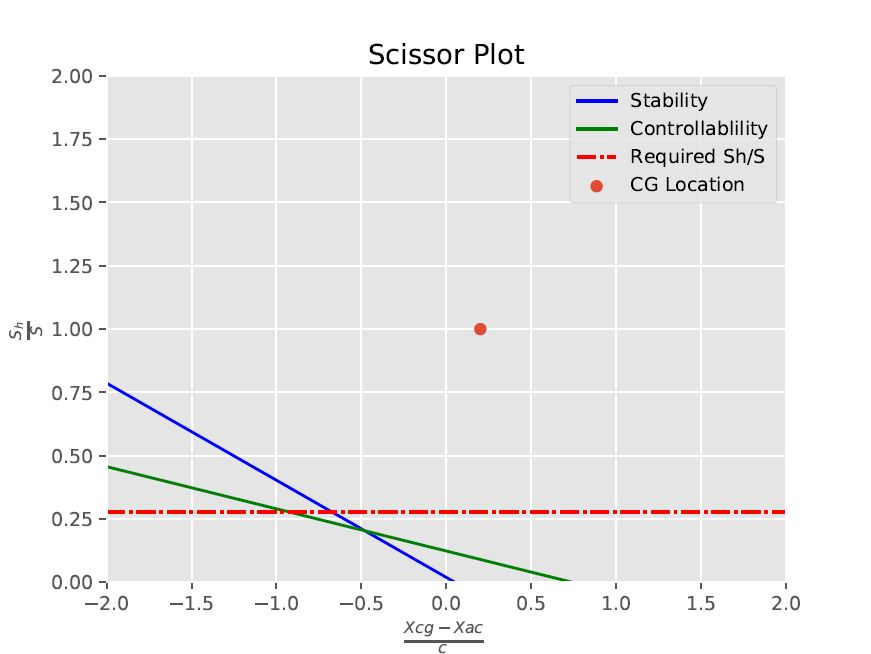 Scissor Plot
2.00
1.75
1.50
1.25
1.00
0.75
0.50
0.25
0.00
Sh
S
Stability
Controllablility
Required Sh/S
CG Location
−2.0 −1.5 −1.0 −0.5 0.0 0.5 1.0 1.5 2.0
Xcg − Xac
c